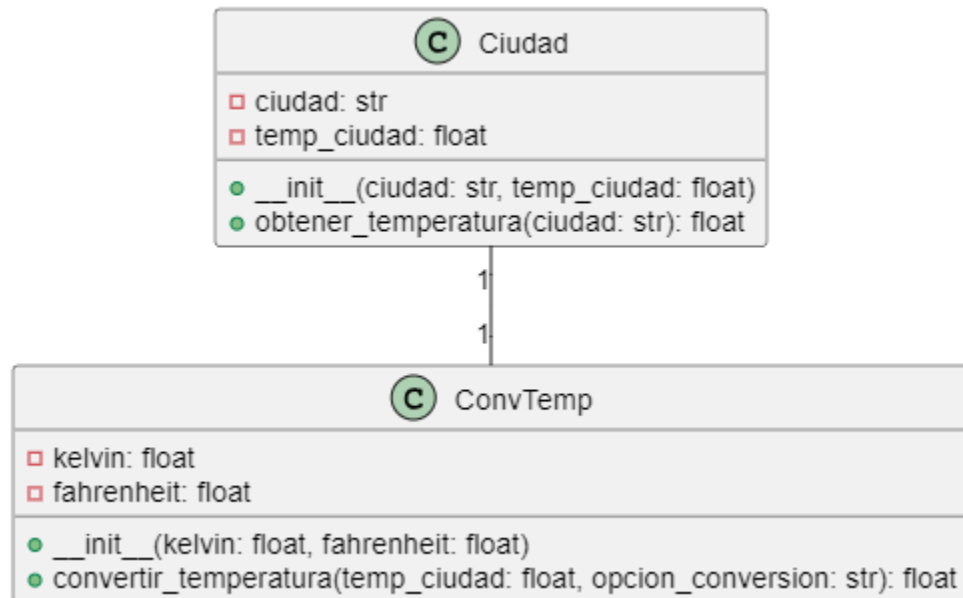 C Ciudad
ciudad: str
temp_ciudad: float
__init__(ciudad: str, temp_ciudad: float)
obtener_temperatura(ciudad: str): float
1
1
C ConvTemp
kelvin: float
fahrenheit: float
__init__(kelvin: float, fahrenheit: float)
convertir_temperatura(temp_ciudad: float, opcion_conversion: str): float